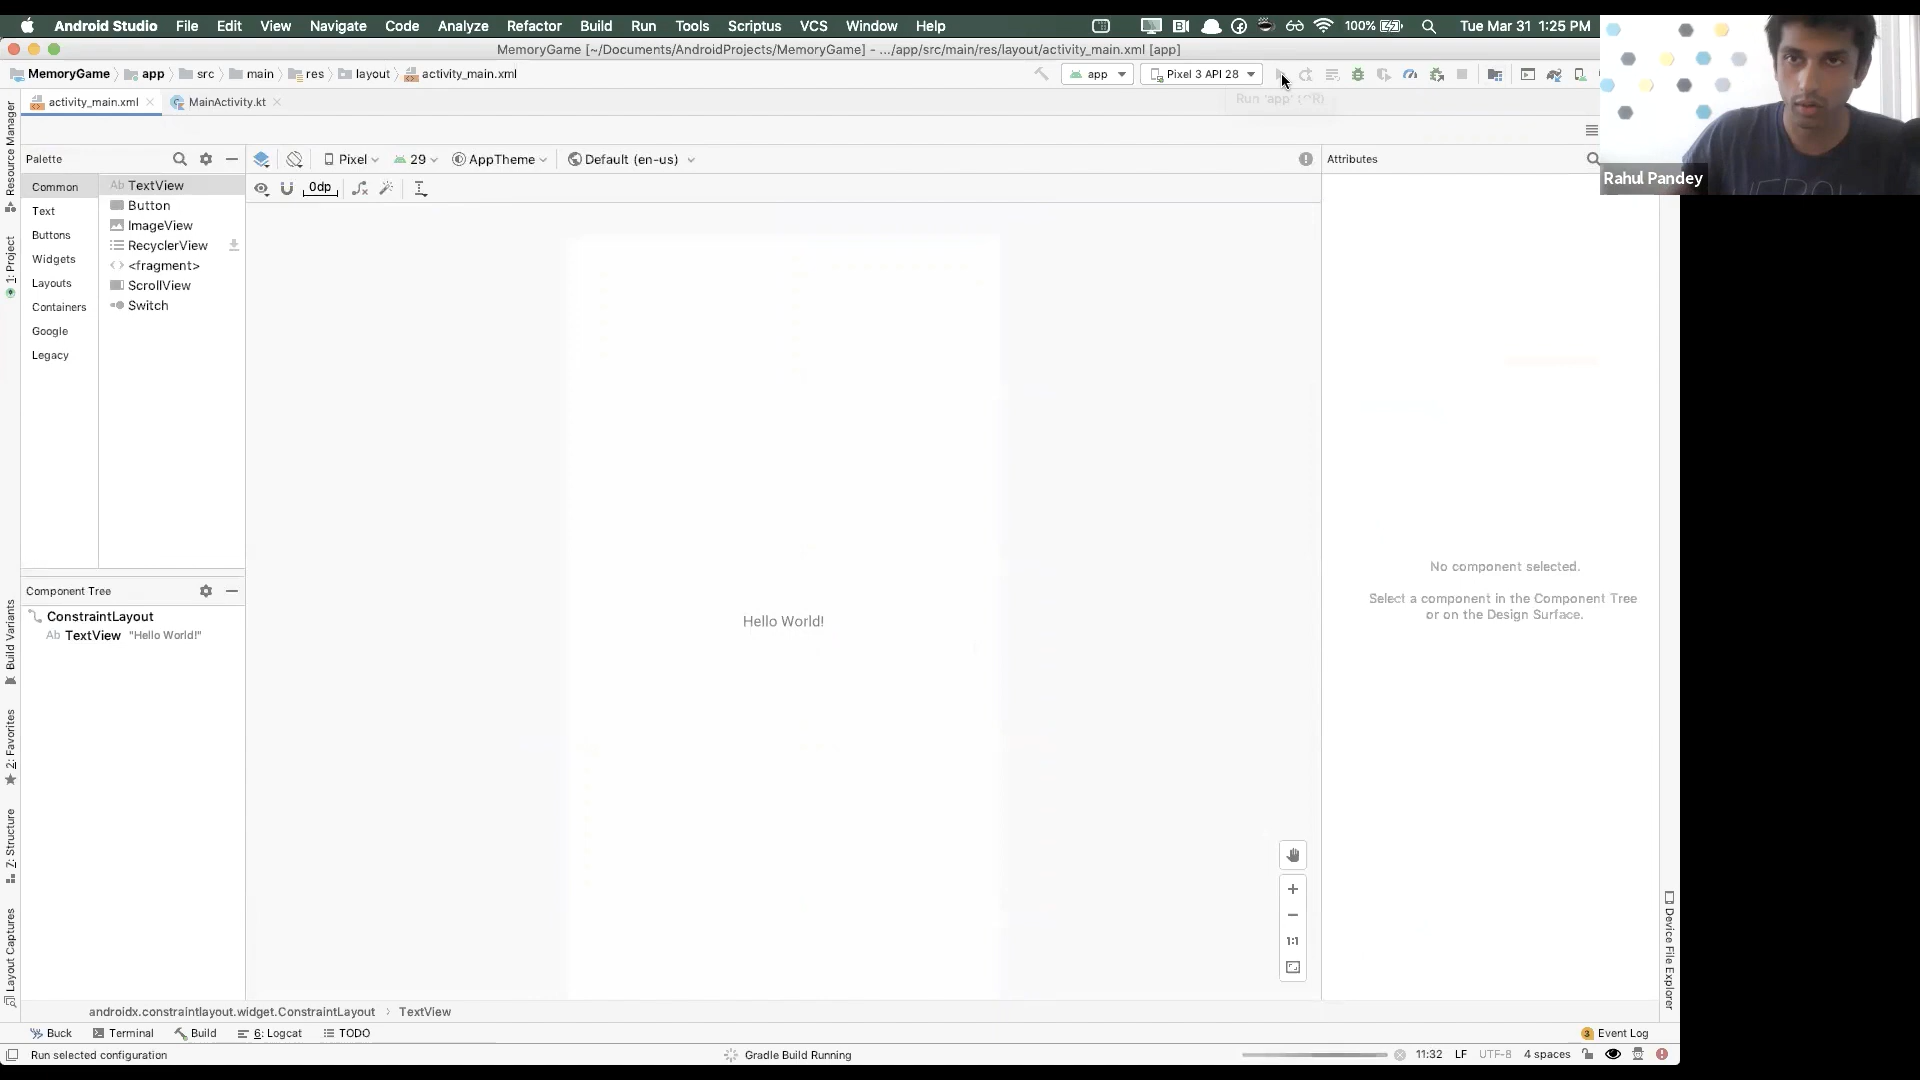 Android Studio File Edit View Navigate Code Analyze Refactor Build Run Tools Scriptus VCS Window Help 100% Tue Mar 31 1:25 PM
MemoryGame [~/Documents/AndroidProjects/MemoryGame] - .../app/src/main/res/layout/activity_main.xml [app]
MemoryGame app src main res layout activity_main.xml app Pixel 3 API 28
activity_main.xml MainActivity.kt
Run 'app' (^R)
Rahul Pandey
Resource Manager
1: Project
Build Variants
2: Favorites
Z: Structure
Layout Captures
Palette
Common
Text
Buttons
Widgets
Layouts
Containers
Google
Legacy
Ab TextView
Button
ImageView
RecyclerView
<fragment>
ScrollView
Switch
Pixel 29 AppTheme Default (en-us)
0dp
Attributes
Hello World!
No component selected.
Select a component in the Component Tree
or on the Design Surface.
1:1
Component Tree
ConstraintLayout
Ab TextView "Hello World!"
Device File Explorer
androidx.constraintlayout.widget.ConstraintLayout › TextView
Buck Terminal Build 6: Logcat TODO 3 Event Log
Run selected configuration Gradle Build Running 11:32 LF UTF-8 4 spaces